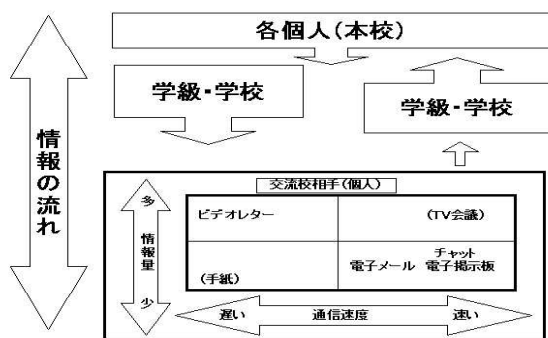 各個人(本校)
学級・学校
学級・学校
情報の流れ
交流校相手(個人)
多
情報量
少
ビデオレター
(TV会議)
(手紙)
チャット
電子メール 電子掲示板
遅い
通信速度
速い